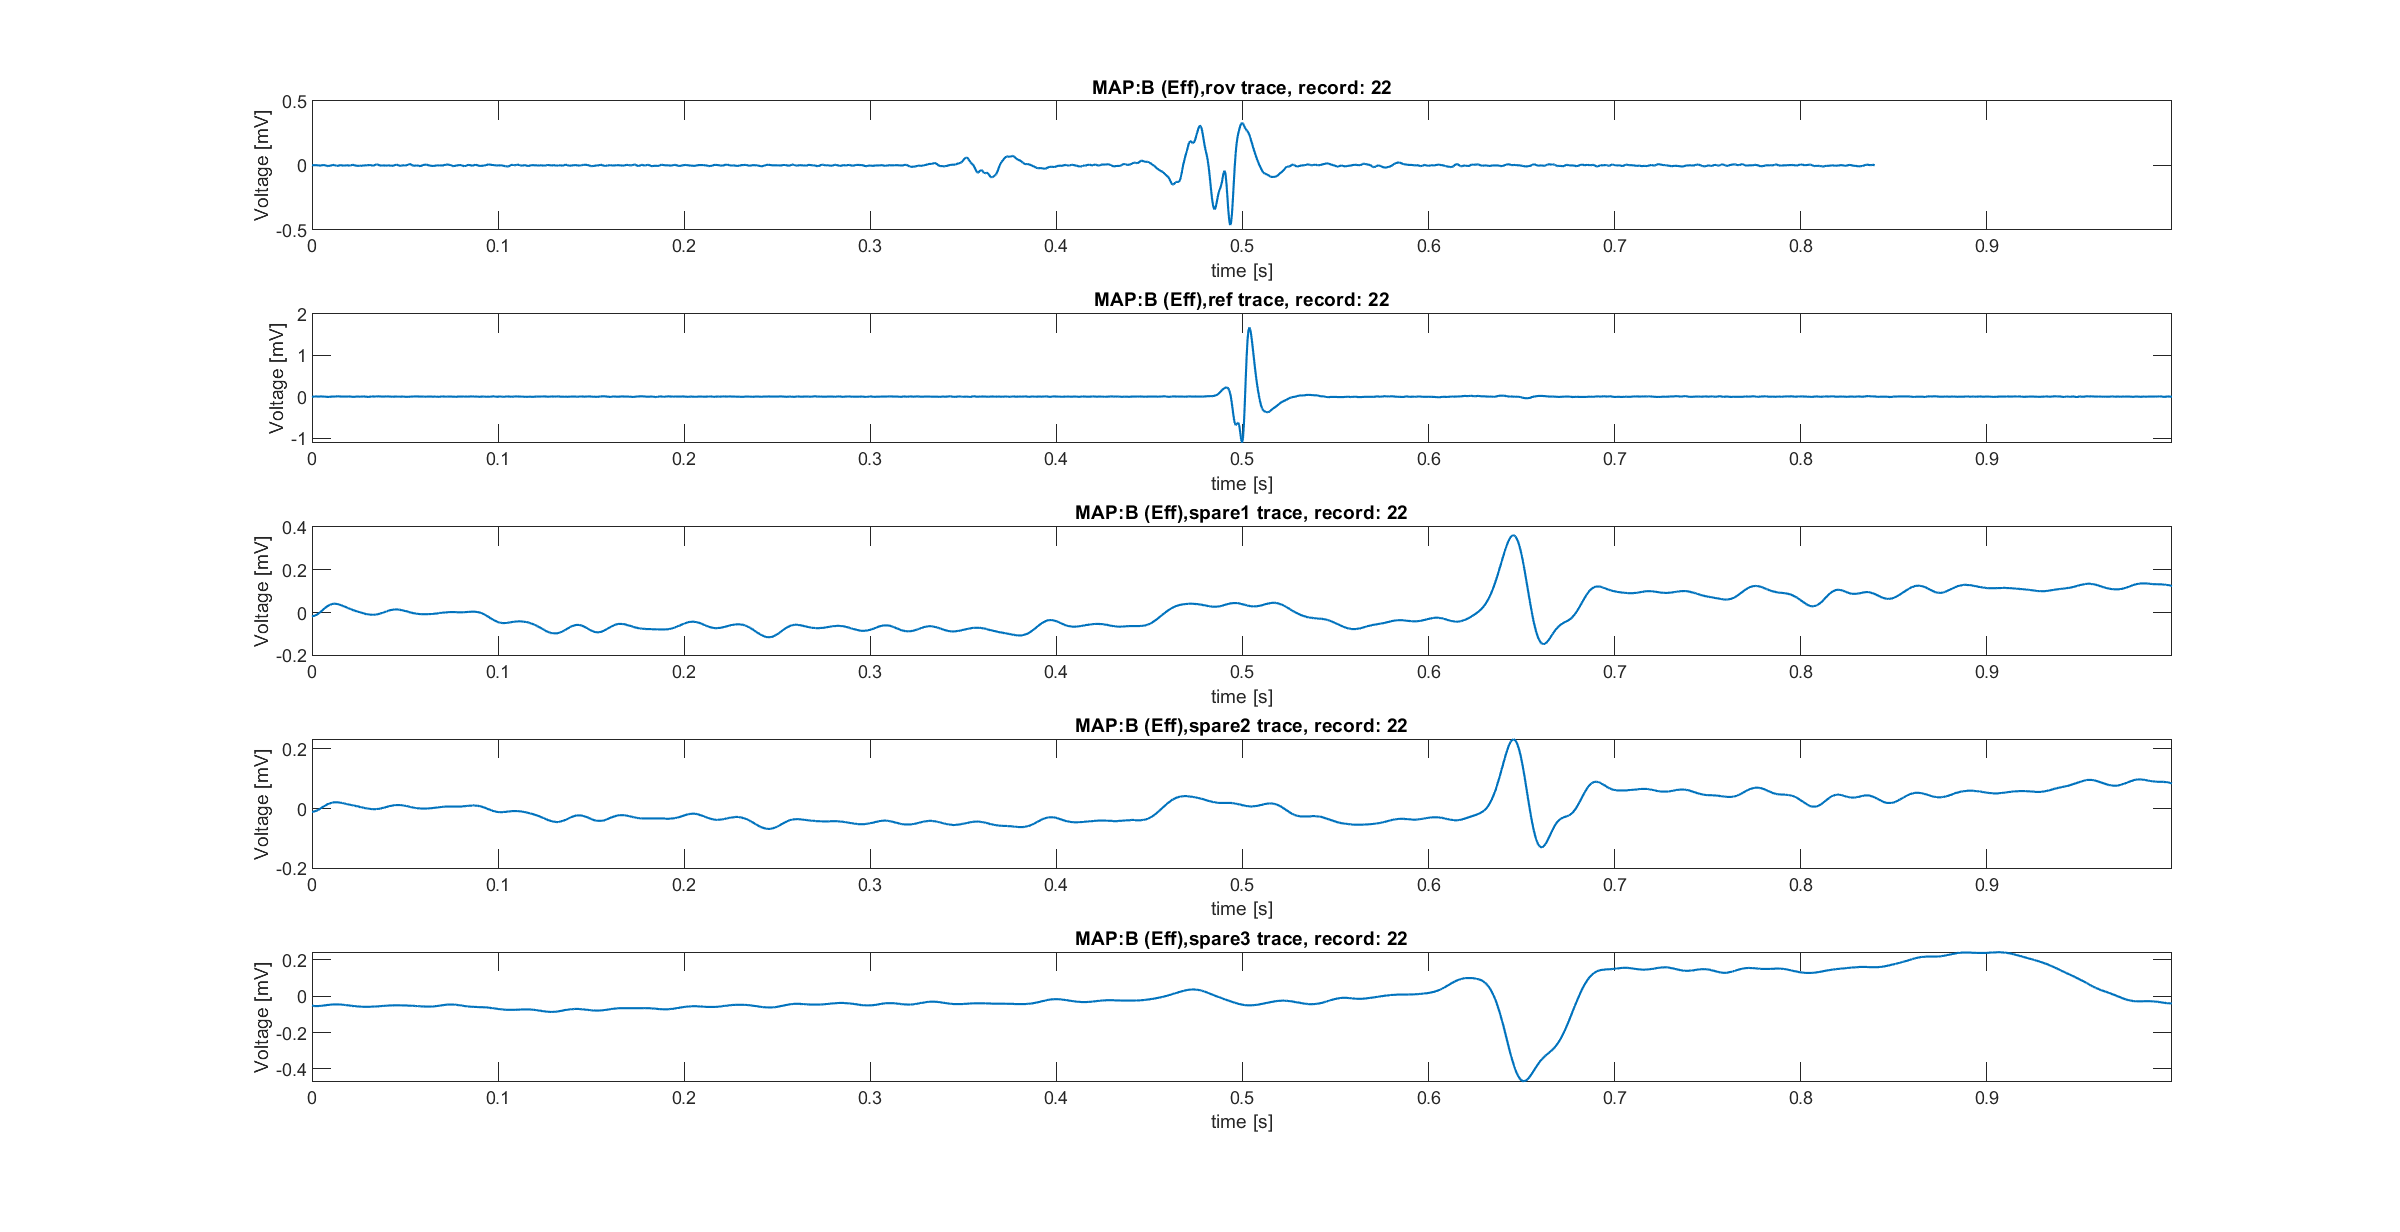 MAP:B (Eff),rov trace, record: 22
Voltage [mV]
0.5
0
-0.5
0 0.1 0.2 0.3 0.4 0.5 0.6 0.7 0.8 0.9
time [s]
MAP:B (Eff),ref trace, record: 22
Voltage [mV]
2
1
0
-1
0 0.1 0.2 0.3 0.4 0.5 0.6 0.7 0.8 0.9
time [s]
MAP:B (Eff),spare1 trace, record: 22
Voltage [mV]
0.4
0.2
0
-0.2
0 0.1 0.2 0.3 0.4 0.5 0.6 0.7 0.8 0.9
time [s]
MAP:B (Eff),spare2 trace, record: 22
Voltage [mV]
0.2
0
-0.2
0 0.1 0.2 0.3 0.4 0.5 0.6 0.7 0.8 0.9
time [s]
MAP:B (Eff),spare3 trace, record: 22
Voltage [mV]
0.2
0
-0.2
-0.4
0 0.1 0.2 0.3 0.4 0.5 0.6 0.7 0.8 0.9
time [s]